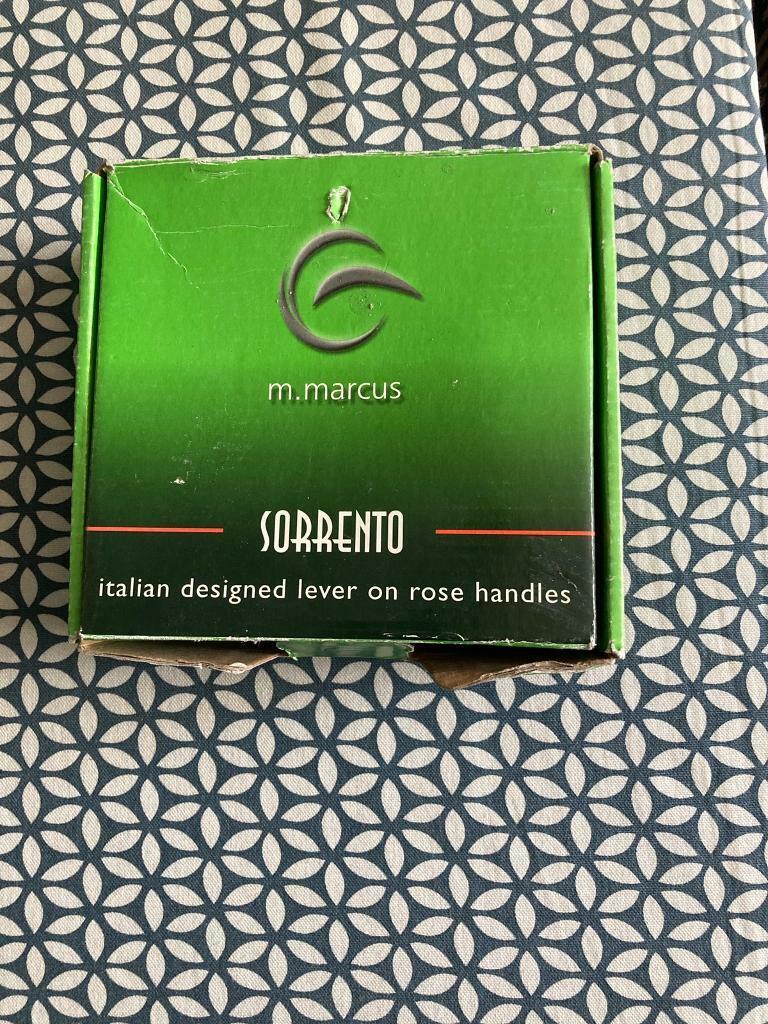 m.marcus
SORRENTO
italian designed lever on rose handles